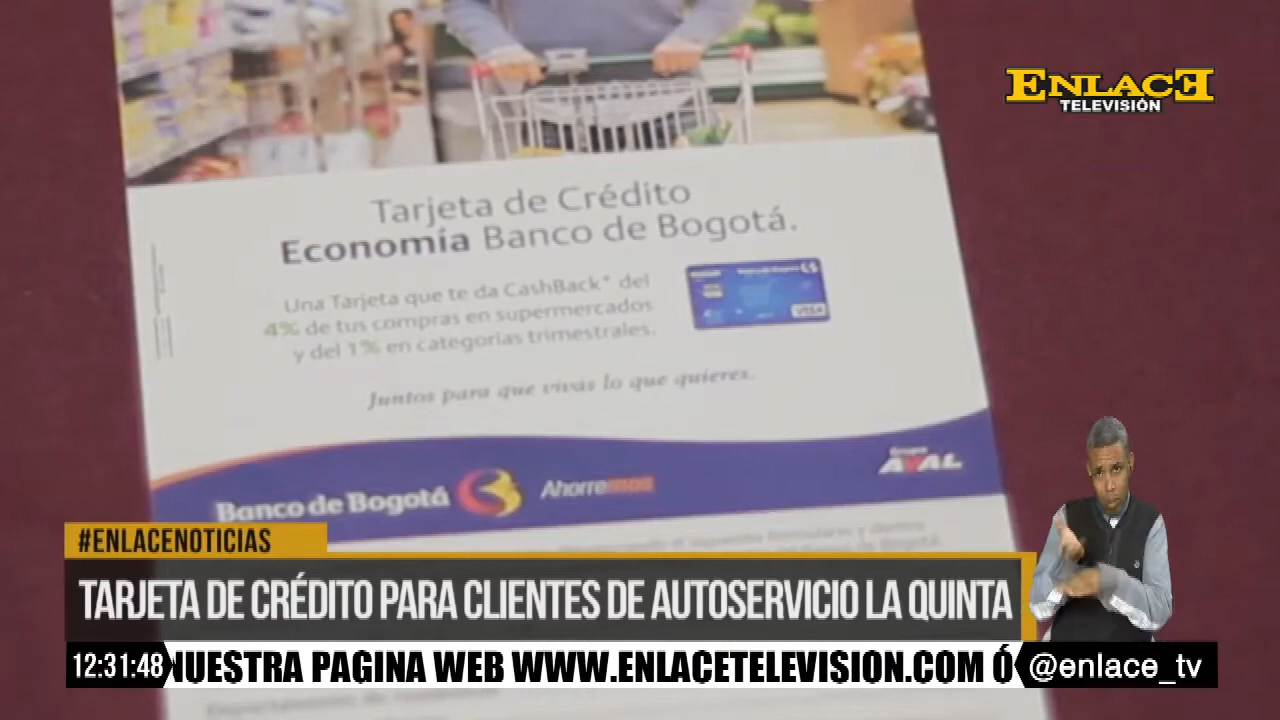 ENLACE
TELEVISIÓN
Tarjeta de Crédito
Economía Banco de Bogotá.
Una Tarjeta que te da CashBack* del
4% de tus compras en supermercados
y del 1% en categorías trimestrales.
Juntos para que vivas lo que quieres.
VISA
Banco de Bogotá
Ahorremas
Grupo
AVAL
#ENLACENOTICIAS
TARJETA DE CRÉDITO PARA CLIENTES DE AUTOSERVICIO LA QUINTA
12:31:48
NUESTRA PAGINA WEB WWW.ENLACETELEVISION.COM Ó
@enlace_tv